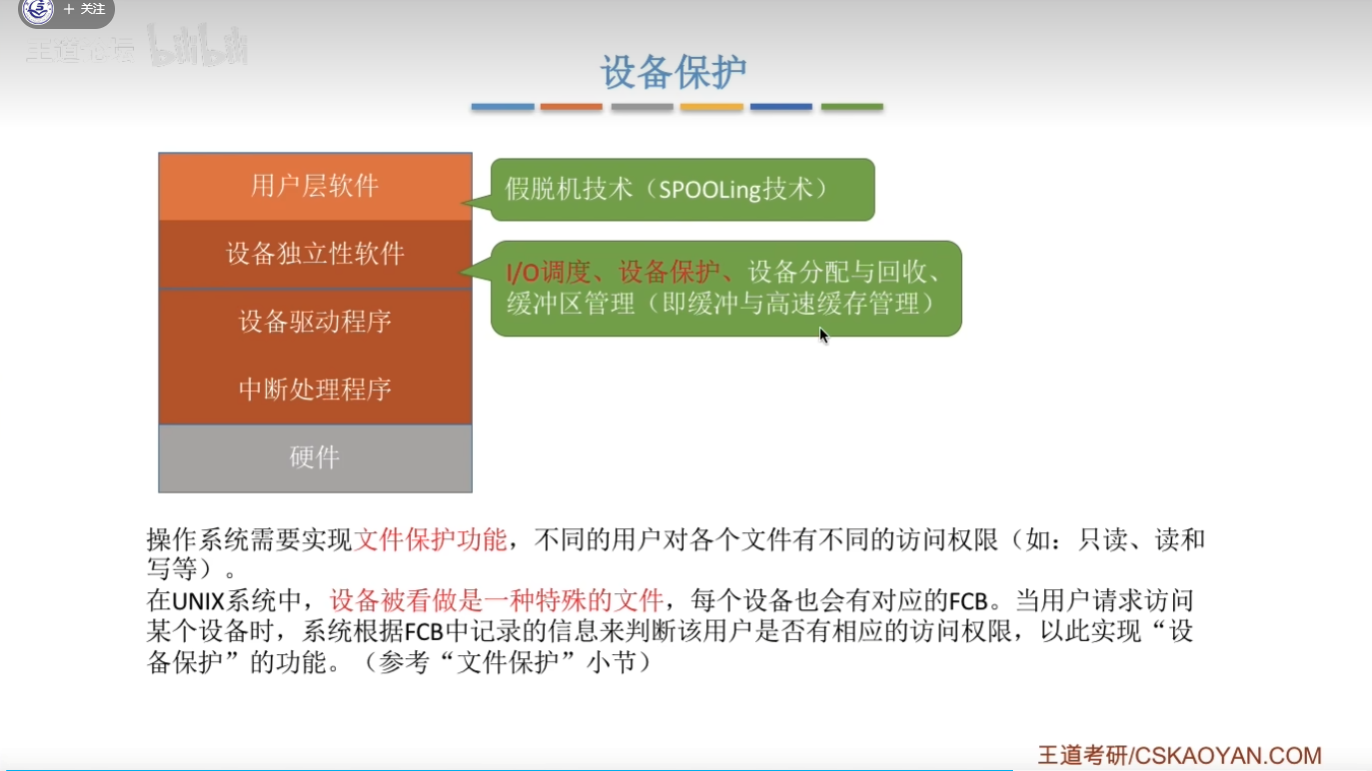 + 关注
王道论坛 bilibili
设备保护
用户层软件
假脱机技术（SPOOLing技术）
设备独立性软件
I/O调度、设备保护、设备分配与回收、
缓冲区管理（即缓冲与高速缓存管理）
设备驱动程序
中断处理程序
硬件
操作系统需要实现文件保护功能，不同的用户对各个文件有不同的访问权限（如：只读、读和
写等）。
在UNIX系统中，设备被看做是一种特殊的文件，每个设备也会有对应的FCB。当用户请求访问
某个设备时，系统根据FCB中记录的信息来判断该用户是否有相应的访问权限，以此实现“设
备保护”的功能。（参考“文件保护”小节）
王道考研/CSKAOYAN.COM